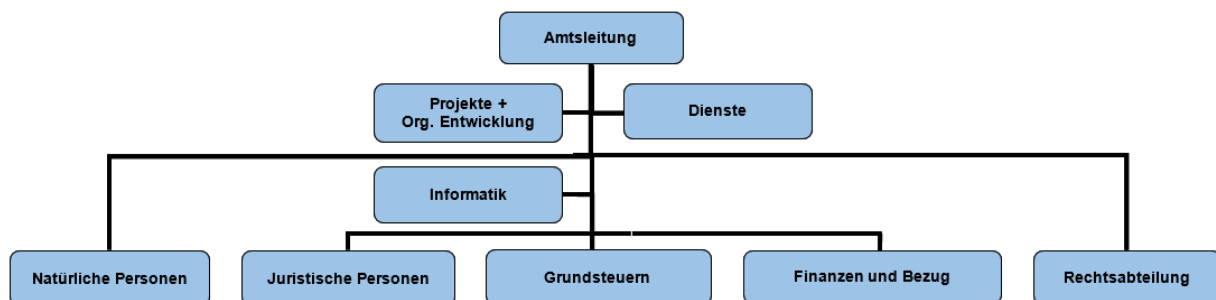 Amtsleitung
Projekte +
Org. Entwicklung
Dienste
Informatik
Natürliche Personen
Juristische Personen
Grundsteuern
Finanzen und Bezug
Rechtsabteilung